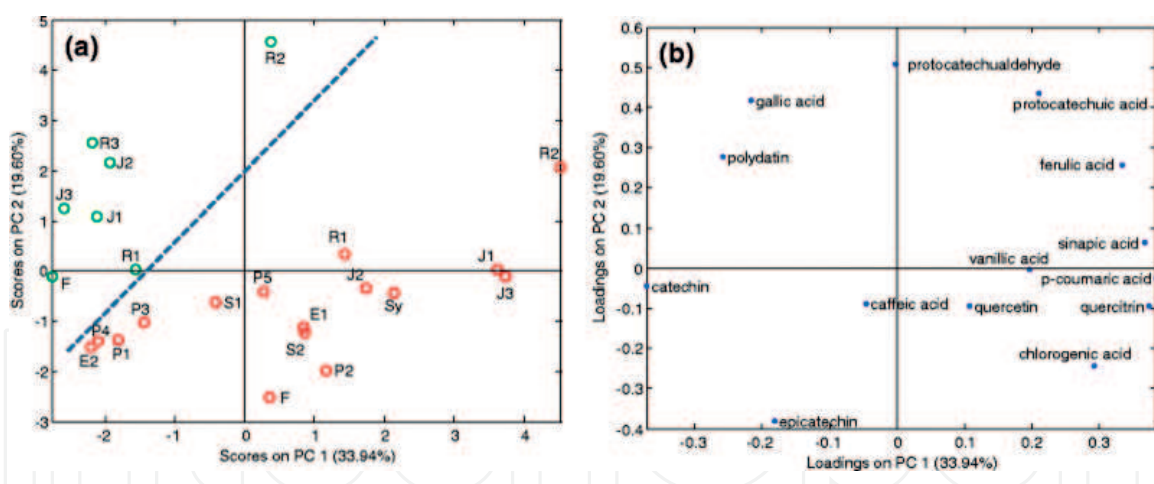 (a)
5
4
3
2
1
0
-1
-2
-3
Scores on PC 2 (19.60%)
R2
R3
J2
J3
J1
R1
F
R2
R1
J1
J2
J3
P5
Sy
S1
P3
E1
P4
P1
S2
E2
P2
F
-2
-1
0
1
2
3
4
Scores on PC 1 (33.94%)
(b)
0.6
0.5
0.4
0.3
0.2
0.1
0
-0.1
-0.2
-0.3
-0.4
Loadings on PC 2 (19.60%)
protocatechualdehyde
gallic acid
protocatechuic acid
polydatin
ferulic acid
sinapic acid
vanillic acid
p-coumaric acid
catechin
caffeic acid
quercetin
quercitrin
chlorogenic acid
epicatechin
-0.3
-0.2
-0.1
0
0.1
0.2
0.3
Loadings on PC 1 (33.94%)